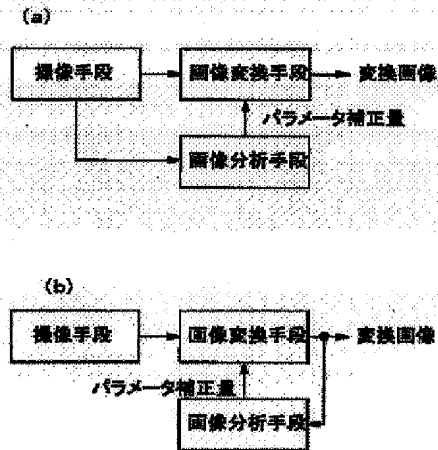 (a)
撮像手段 画像変換手段 変換画像
パラメータ補正量
画像分析手段
(b)
撮像手段 画像変換手段 変換画像
パラメータ補正量
画像分析手段